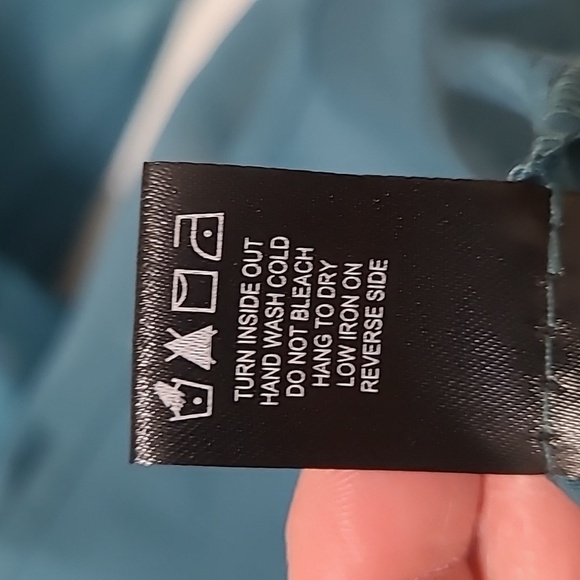 TURN INSIDE OUT
HAND WASH COLD
DO NOT BLEACH
HANG TO DRY
LOW IRON ON
REVERSE SIDE